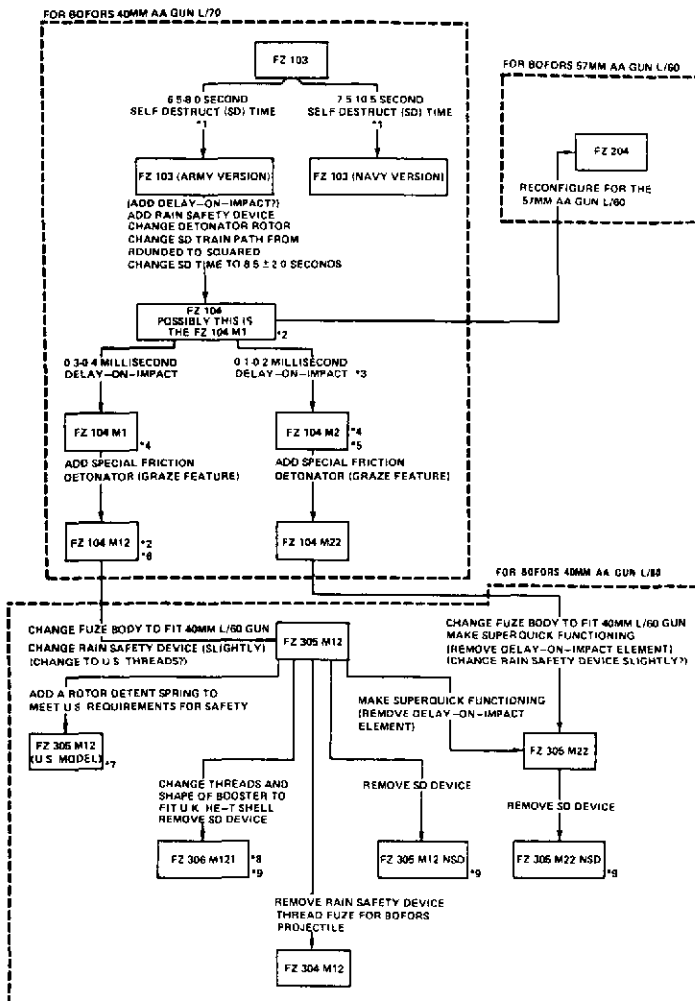 FOR BOFORS 40MM AA GUN L/70
FZ 103
6.5-8.0 SECOND
SELF DESTRUCT (SD) TIME
*1
7.5 10.5 SECOND
SELF DESTRUCT (SD) TIME
*1
FZ 103 (ARMY VERSION)
FZ 103 (NAVY VERSION)
(ADD DELAY-ON-IMPACT?)
ADD RAIN SAFETY DEVICE
CHANGE DETONATOR ROTOR
CHANGE SD TRAIN PATH FROM
ROUNDED TO SQUARED
CHANGE SD TIME TO 8.5 ± 2.0 SECONDS
FZ 104
POSSIBLY THIS IS
THE FZ 104 M1
*2
0.3-0.4 MILLISECOND
DELAY-ON-IMPACT
0.1-0.2 MILLISECOND
DELAY-ON-IMPACT *3
FZ 104 M1
*4
FZ 104 M2
*4
*5
ADD SPECIAL FRICTION
DETONATOR (GRAZE FEATURE)
ADD SPECIAL FRICTION
DETONATOR (GRAZE FEATURE)
FZ 104 M12
*2
*6
FZ 104 M22
FOR BOFORS 57MM AA GUN L/60
FZ 204
RECONFIGURE FOR THE
57MM AA GUN L/60
FOR BOFORS 40MM AA GUN L/60
CHANGE FUZE BODY TO FIT 40MM L/60 GUN
CHANGE RAIN SAFETY DEVICE (SLIGHTLY)
(CHANGE TO U.S. THREADS?)
FZ 305 M12
CHANGE FUZE BODY TO FIT 40MM L/60 GUN
MAKE SUPERQUICK FUNCTIONING
(REMOVE DELAY-ON-IMPACT ELEMENT)
(CHANGE RAIN SAFETY DEVICE SLIGHTLY?)
ADD A ROTOR DETENT SPRING TO
MEET U.S. REQUIREMENTS FOR SAFETY
MAKE SUPERQUICK FUNCTIONING
(REMOVE DELAY-ON-IMPACT
ELEMENT)
FZ 305 M12
(U.S. MODEL)
*7
FZ 305 M22
CHANGE THREADS AND
SHAPE OF BOOSTER TO
FIT U.K. HE-T SHELL
REMOVE SD DEVICE
REMOVE SD DEVICE
REMOVE SD DEVICE
FZ 306 M121
*8
*9
FZ 305 M12 NSD
*9
FZ 305 M22 NSD
*9
REMOVE RAIN SAFETY DEVICE
THREAD FUZE FOR BOFORS
PROJECTILE
FZ 304 M12